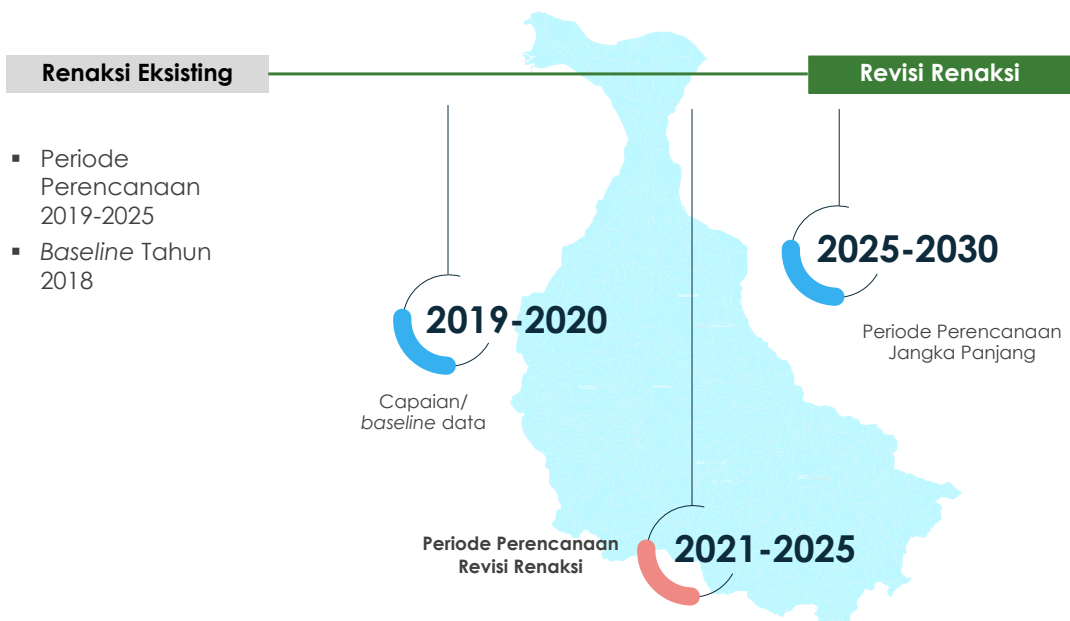 Renaksi Eksisting
Revisi Renaksi
▪ Periode
Perencanaan
2019-2025
▪ Baseline Tahun
2018
2019-2020
Capaian/
baseline data
2025-2030
Periode Perencanaan
Jangka Panjang
Periode Perencanaan
Revisi Renaksi
2021-2025